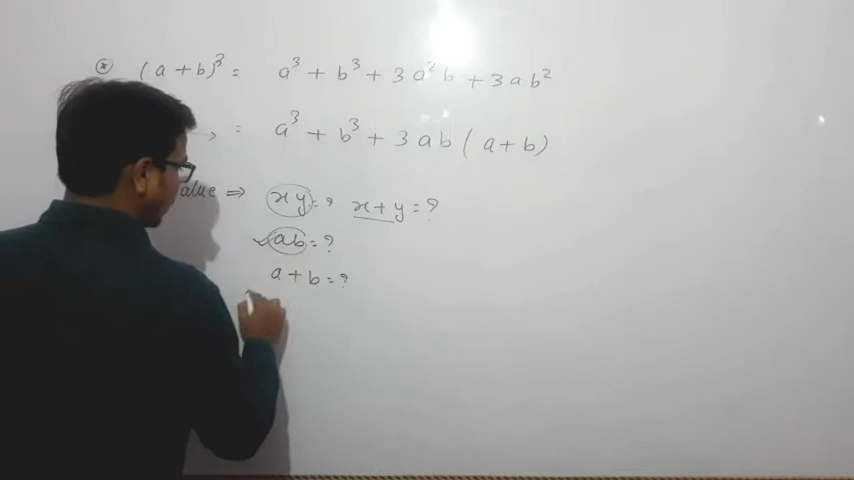 ⊛ (a + b)³ = a³ + b³ + 3a²b + 3ab²
→ = a³ + b³ + 3ab(a + b)
alue ⇒ xy = ? x + y = ?
✓ ab = ?
a + b = ?